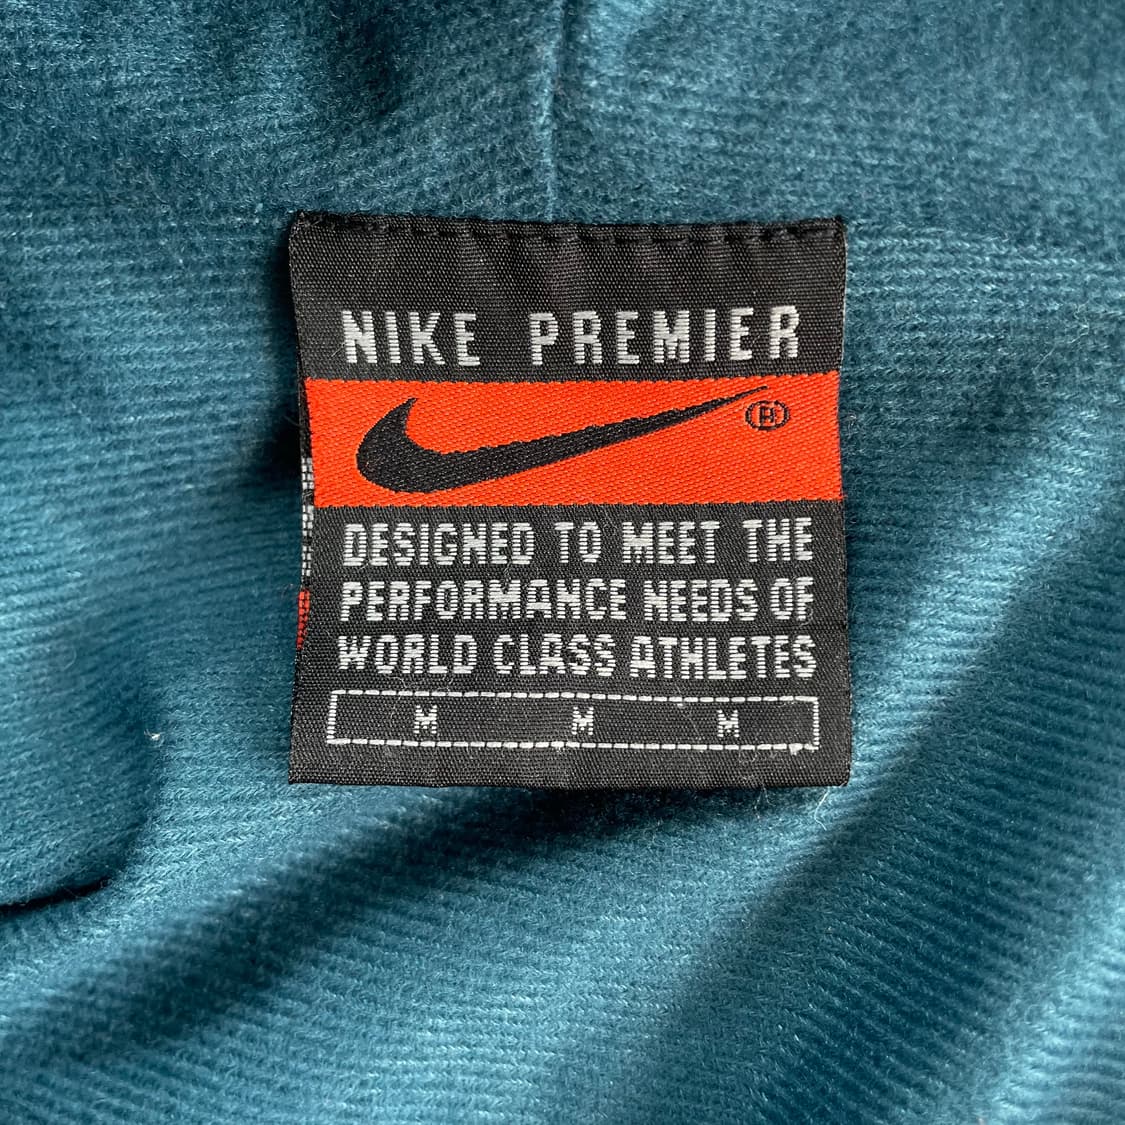 NIKE PREMIER
®
DESIGNED TO MEET THE
PERFORMANCE NEEDS OF
WORLD CLASS ATHLETES
M M M